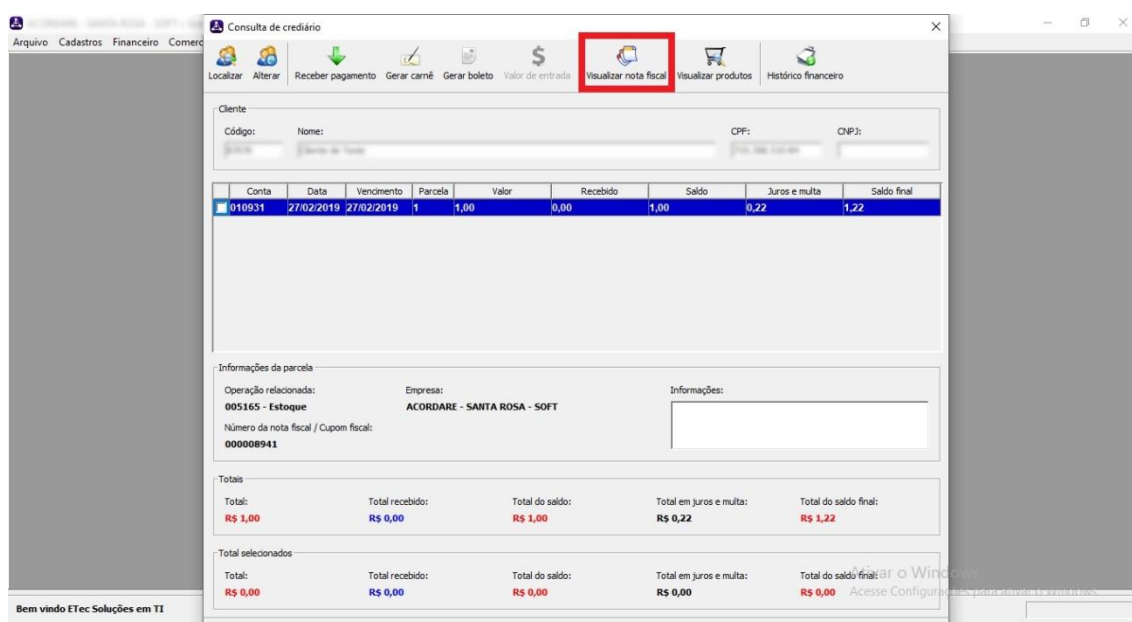 Consulta de crediário
Arquivo Cadastros Financeiro Comerc
Localizar Alterar Receber pagamento Gerar carnê Gerar boleto Valor de entrada Visualizar nota fiscal Visualizar produtos Histórico financeiro
Cliente
Código: Nome: CPF: CNPJ:
Conta Data Vencimento Parcela Valor Recebido Saldo Juros e multa Saldo final
010931 27/02/2019 27/02/2019 1 1,00 0,00 1,00 0,22 1,22
Informações da parcela
Operação relacionada: Empresa: Informações:
005165 - Estoque ACORDARE - SANTA ROSA - SOFT
Número da nota fiscal / Cupom fiscal:
000008941
Totais
Total: Total recebido: Total do saldo: Total em juros e multa: Total do saldo final:
R$ 1,00 R$ 0,00 R$ 1,00 R$ 0,22 R$ 1,22
Total selecionados
Total: Total recebido: Total do saldo: Total em juros e multa: Total do saldo final:
R$ 0,00 R$ 0,00 R$ 0,00 R$ 0,00 R$ 0,00
Ativar o Windows
Acesse Configurações para ativar o Windows.
Bem vindo ETec Soluções em TI